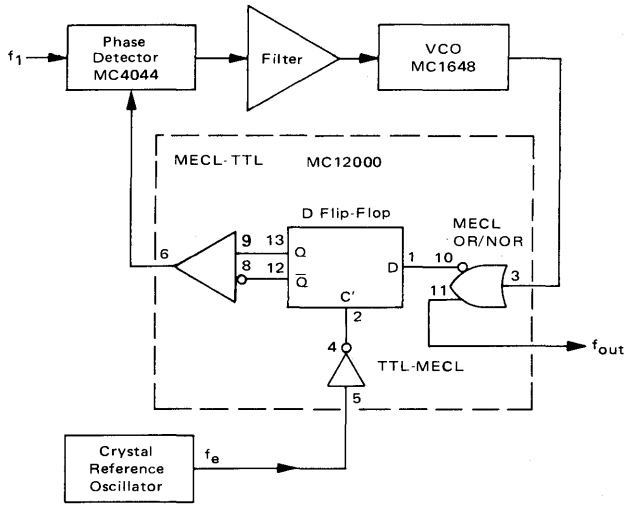 f1
Phase
Detector
MC4044
Filter
VCO
MC1648
MECL-TTL
MC12000
D Flip-Flop
MECL
OR/NOR
6
9
13
Q
8
12
Q̅
D
1
10
11
3
C'
2
4
TTL-MECL
5
fout
Crystal
Reference
Oscillator
fe